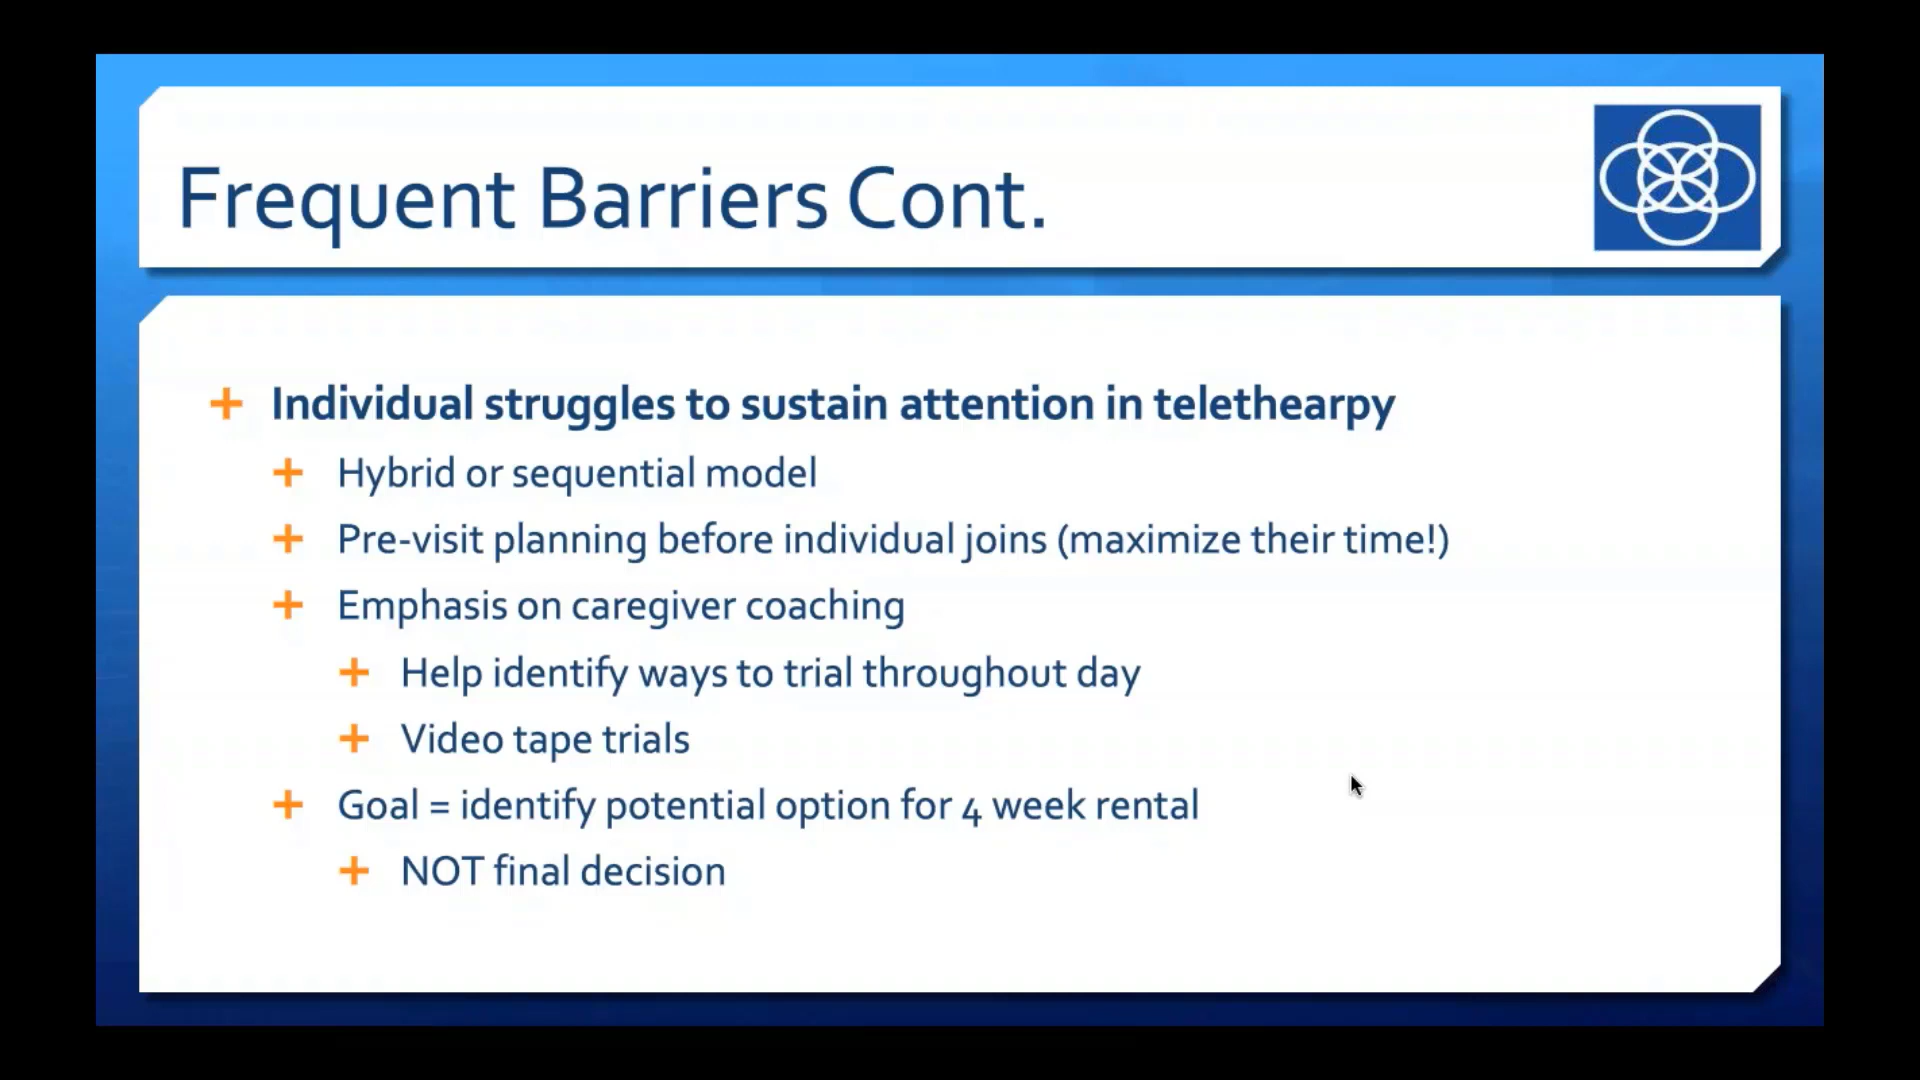 Frequent Barriers Cont.
Individual struggles to sustain attention in telethearpy
Hybrid or sequential model
Pre-visit planning before individual joins (maximize their time!)
Emphasis on caregiver coaching
Help identify ways to trial throughout day
Video tape trials
Goal = identify potential option for 4 week rental
NOT final decision